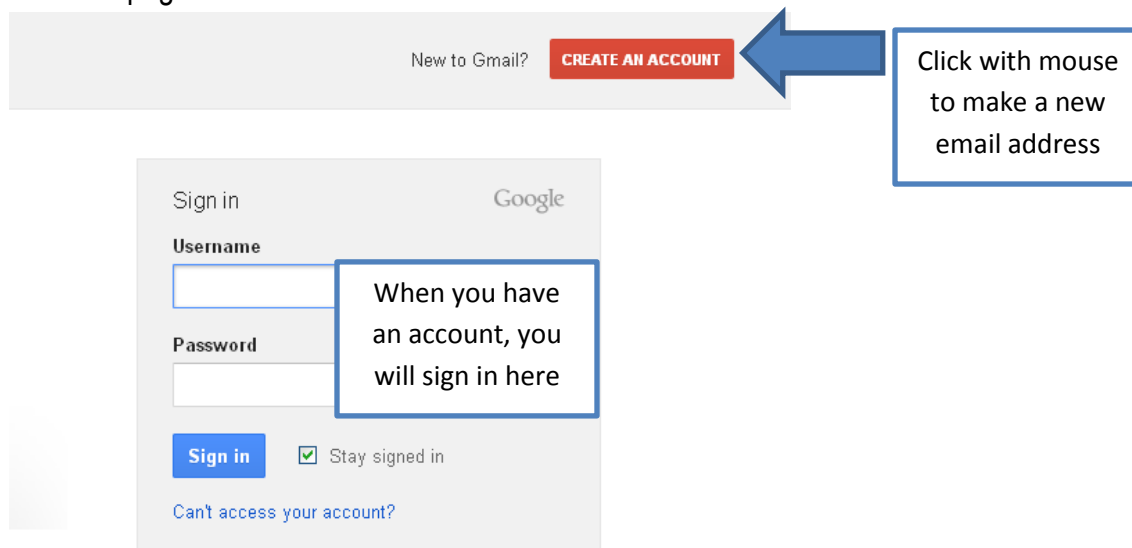 New to Gmail? CREATE AN ACCOUNT
Click with mouse
to make a new
email address
Sign in Google
Username
When you have
an account, you
will sign in here
Password
Sign in Stay signed in
Can't access your account?